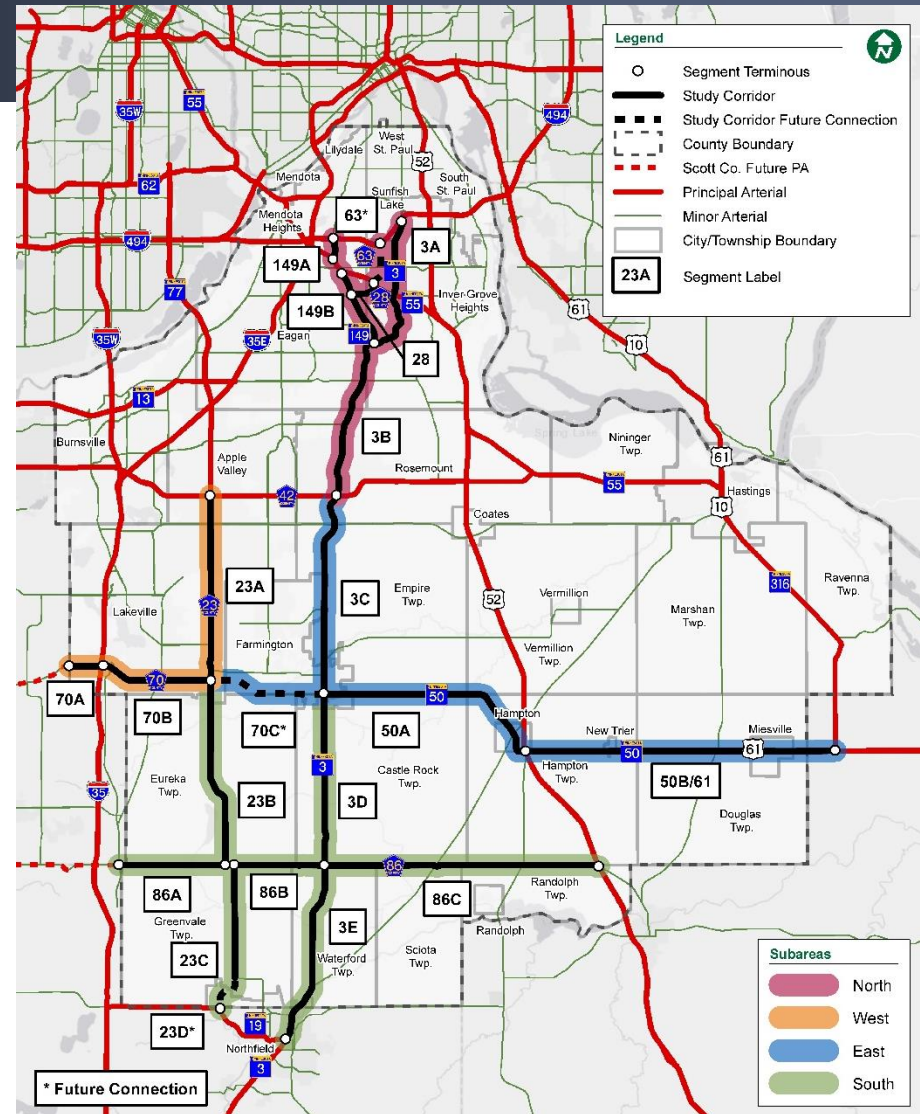 Legend
N
Segment Terminous
Study Corridor
Study Corridor Future Connection
County Boundary
Scott Co. Future PA
Principal Arterial
Minor Arterial
City/Township Boundary
23A
Segment Label
35W
55
62
494
77
35W
35E
13
494
52
61
10
West
St. Paul
Lilydale
Mendota
South
St. Paul
Sunfish
Lake
Mendota
Heights
63*
3A
63
3
149A
28
55
Inver-Grove
Heights
149B
149
Eagan
28
3B
Burnsville
Apple
Valley
Rosemount
42
Spring Lake
Nininger
Twp.
55
61
Hastings
10
Coates
316
Ravenna
Twp.
23A
3C
Empire
Twp.
52
Vermillion
Marshan
Twp.
Lakeville
23
Farmington
Vermillion
Twp.
70A
70
70B
70C*
50A
50
Hampton
New Trier
Miesville
61
50
Hampton
Twp.
50B/61
Douglas
Twp.
35
Eureka
Twp.
23B
3
3D
Castle Rock
Twp.
86
86A
86B
86C
Randolph
Twp.
Greenvale
Twp.
3E
23C
Waterford
Twp.
Sciota
Twp.
Randolph
23D*
19
Northfield
3
* Future Connection
Subareas
North
West
East
South